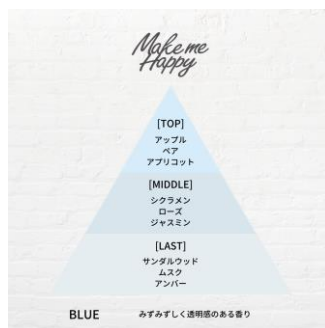 Make me
Happy
[TOP]
アップル
ペア
アプリコット
[MIDDLE]
シクラメン
ローズ
ジャスミン
[LAST]
サンダルウッド
ムスク
アンバー
BLUE みずみずしく透明感のある香り